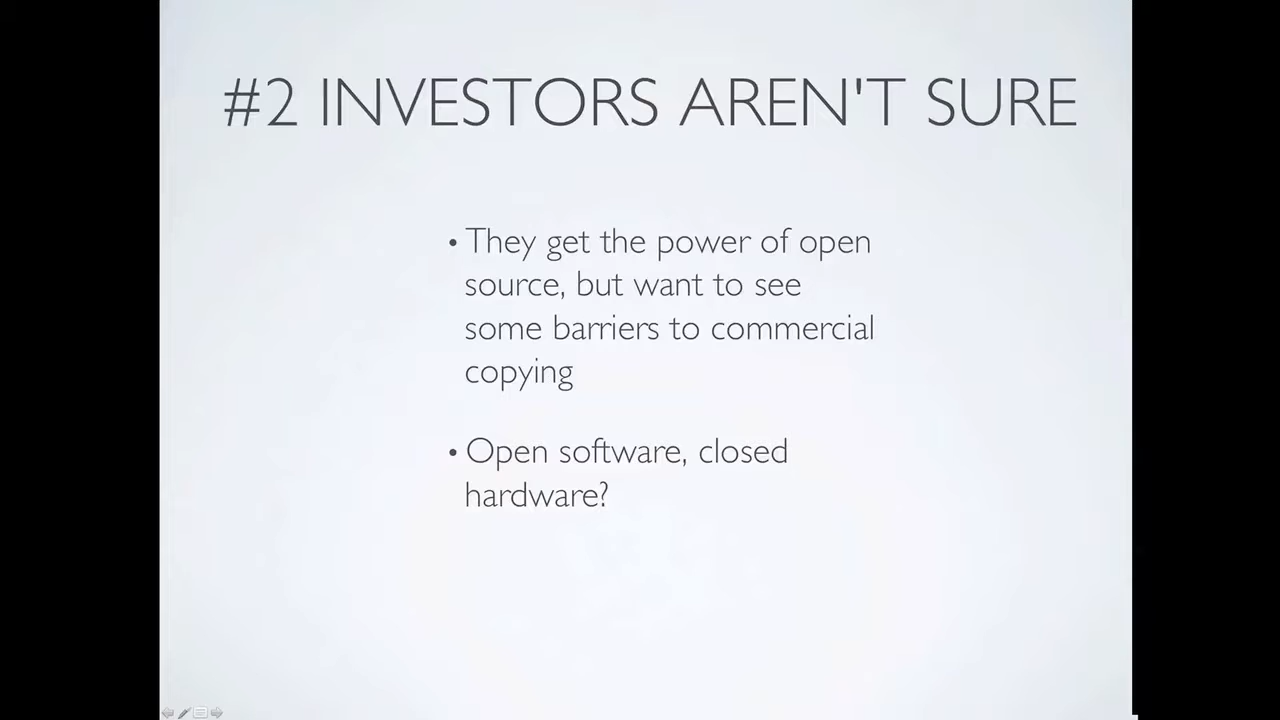 #2 INVESTORS AREN'T SURE
• They get the power of open
source, but want to see
some barriers to commercial
copying
• Open software, closed
hardware?